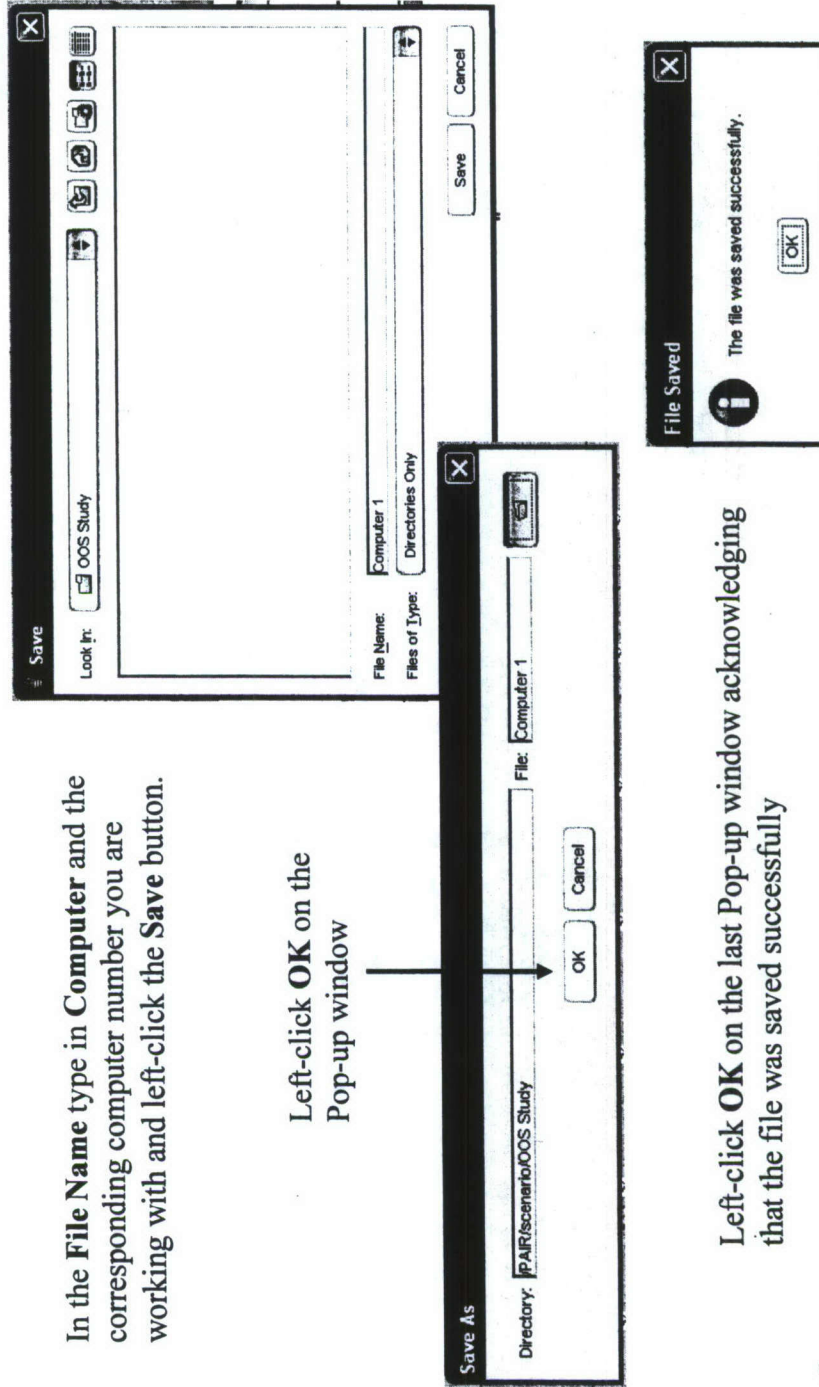 In the File Name type in Computer and the
corresponding computer number you are
working with and left-click the Save button.
Save
Look In:
OOS Study
File Name:
Computer 1
Files of Type:
Directories Only
Save
Cancel
Left-click OK on the
Pop-up window
Save As
Directory:
/PAIR/scenario/OOS Study
File:
Computer 1
OK
Cancel
Left-click OK on the last Pop-up window acknowledging
that the file was saved successfully
File Saved
The file was saved successfully.
OK